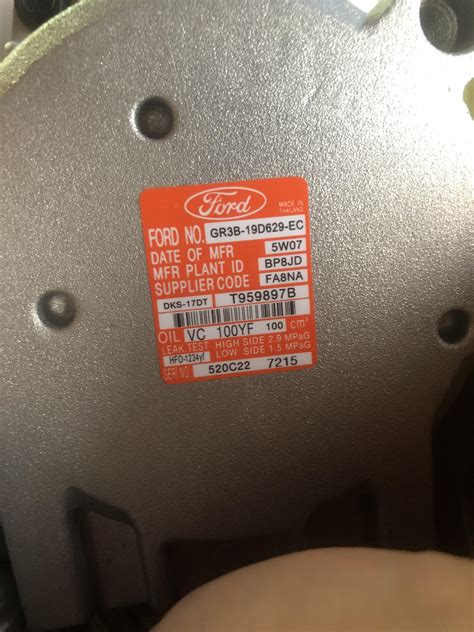 Ford
MADE IN
THAILAND
FORD NO. GR3B-19D629-EC
DATE OF MFR 5W07
MFR PLANT ID BP8JD
SUPPLIER CODE FA8NA
DKS-17DT T959897B
OIL VC 100YF 100 cm³
LEAK TEST HIGH SIDE 2.9 MPaG
HFO-1234yf LOW SIDE 1.5 MPaG
SERI NO. 520C22 7215